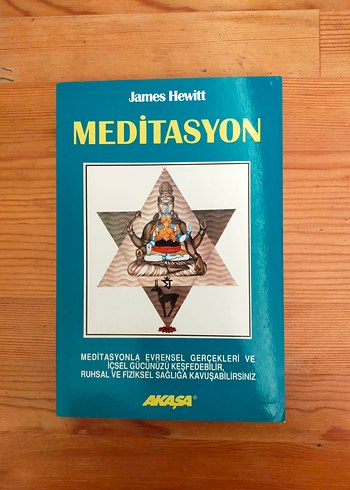 James Hewitt
MEDİTASYON
MEDİTASYONLA EVRENSEL GERÇEKLERİ VE
İÇSEL GÜCÜNÜZÜ KEŞFEDEBİLİR,
RUHSAL VE FİZİKSEL SAĞLIĞA KAVUŞABİLİRSİNİZ
AKAŞA®